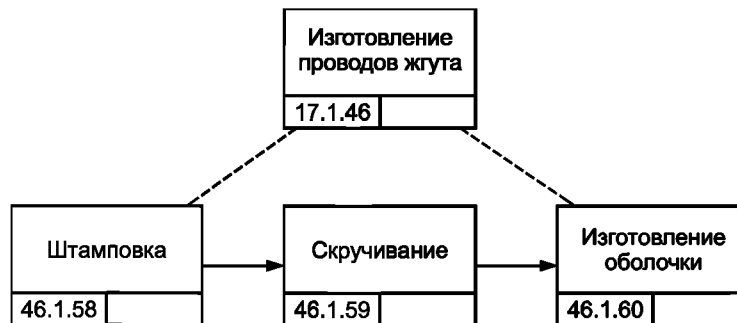 Изготовление
проводов жгута
17.1.46
Штамповка
46.1.58
Скручивание
46.1.59
Изготовление
оболочки
46.1.60